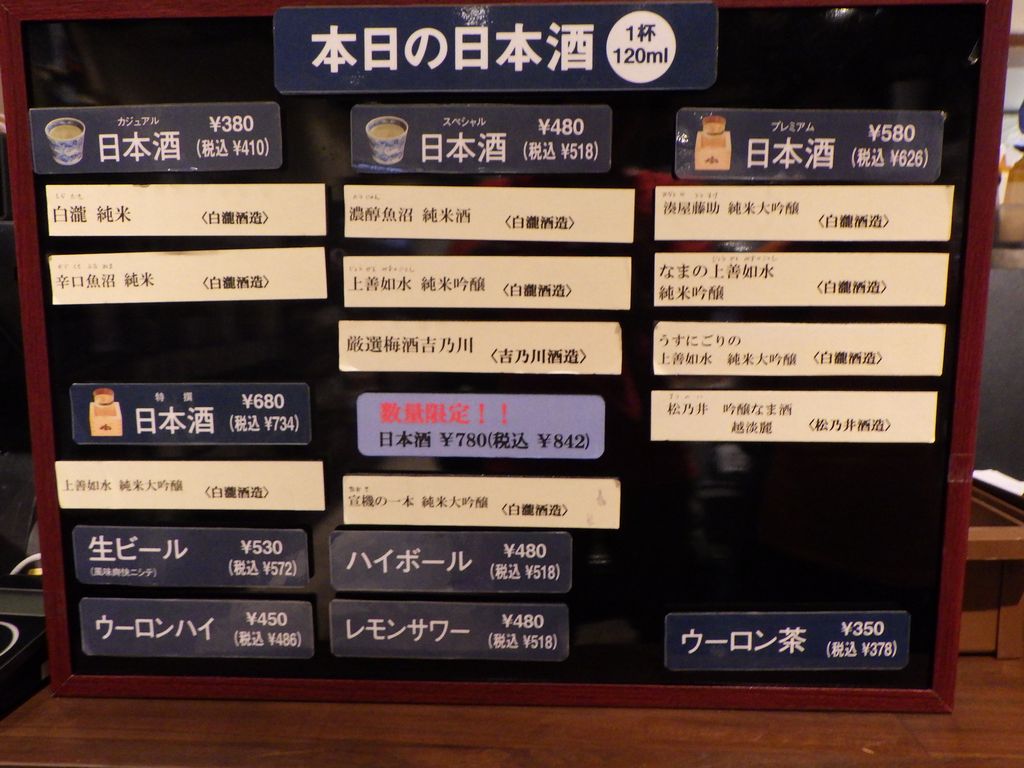 本日の日本酒
1杯
120ml
カジュアル
日本酒
¥380
(税込 ¥410)
白瀧 純米 〈白瀧酒造〉
辛口魚沼 純米 〈白瀧酒造〉
スペシャル
日本酒
¥480
(税込 ¥518)
濃醇魚沼 純米酒 〈白瀧酒造〉
上善如水 純米吟醸 〈白瀧酒造〉
厳選梅酒吉乃川 〈吉乃川酒造〉
プレミアム
日本酒
¥580
(税込 ¥626)
湊屋藤助 純米大吟醸 〈白瀧酒造〉
なまの上善如水
純米吟醸 〈白瀧酒造〉
うすにごりの
上善如水 純米大吟醸 〈白瀧酒造〉
松乃井 吟醸なま酒
越淡麗 〈松乃井酒造〉
特撰
日本酒
¥680
(税込 ¥734)
上善如水 純米大吟醸 〈白瀧酒造〉
数量限定！！
日本酒 ¥780(税込 ¥842)
宣機の一本 純米大吟醸 〈白瀧酒造〉
生ビール
(風味爽快ニシテ)
¥530
(税込 ¥572)
ハイボール
¥480
(税込 ¥518)
ウーロンハイ
¥450
(税込 ¥486)
レモンサワー
¥480
(税込 ¥518)
ウーロン茶
¥350
(税込 ¥378)